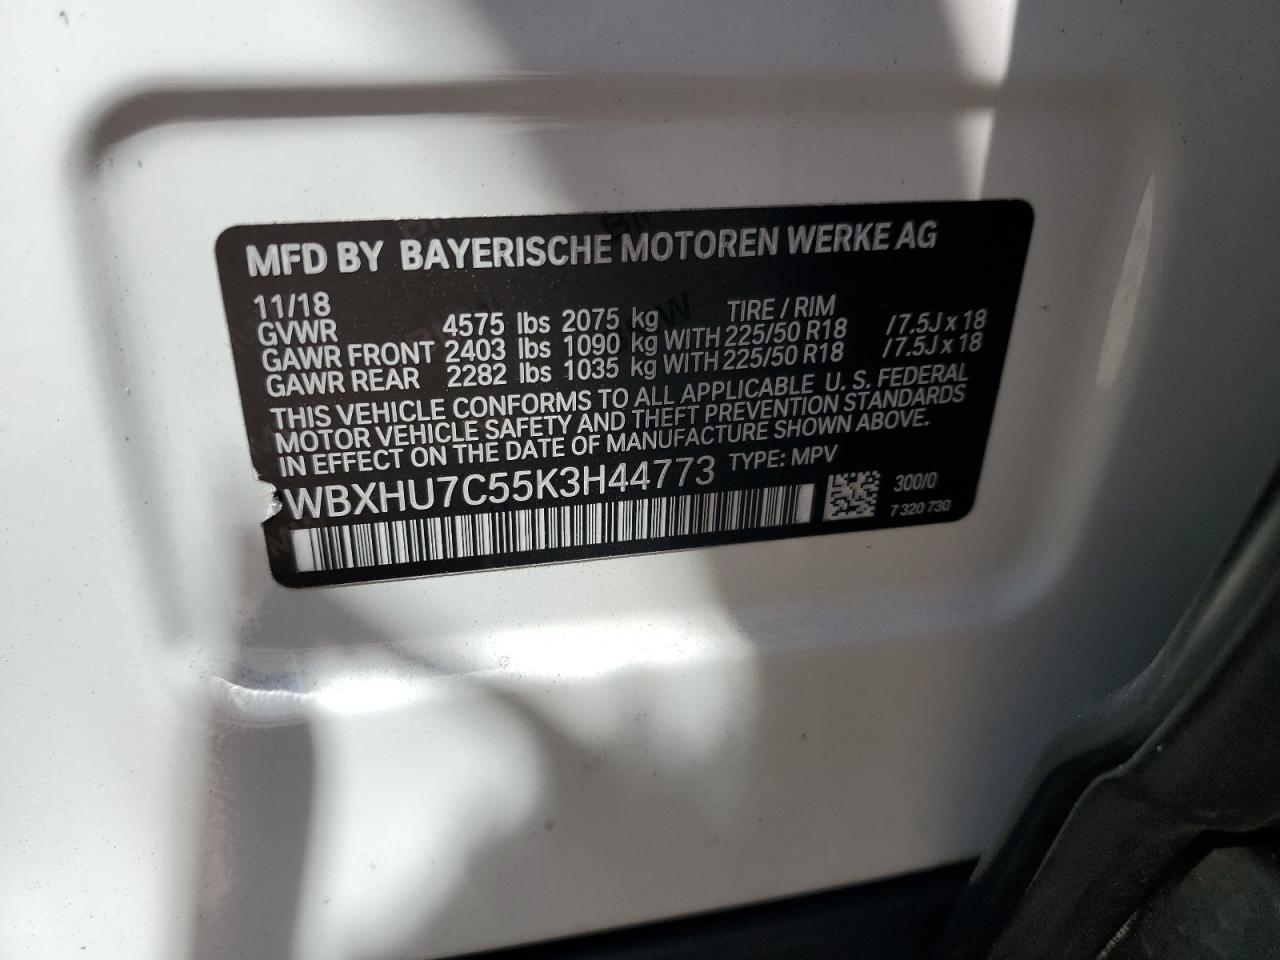 MFD BY BAYERISCHE MOTOREN WERKE AG
11/18 TIRE / RIM
GVWR 4575 lbs 2075 kg
GAWR FRONT 2403 lbs 1090 kg WITH 225/50 R18 /7.5J x 18
GAWR REAR 2282 lbs 1035 kg WITH 225/50 R18 /7.5J x 18
THIS VEHICLE CONFORMS TO ALL APPLICABLE U. S. FEDERAL
MOTOR VEHICLE SAFETY AND THEFT PREVENTION STANDARDS
IN EFFECT ON THE DATE OF MANUFACTURE SHOWN ABOVE.
WBXHU7C55K3H44773 TYPE: MPV
300/0
7 320 730